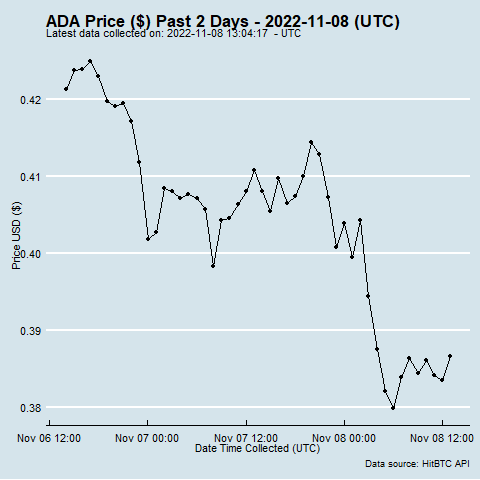 ADA Price ($) Past 2 Days - 2022-11-08 (UTC)
Latest data collected on: 2022-11-08 13:04:17 - UTC
Price USD ($)
0.42
0.41
0.40
0.39
0.38
Nov 06 12:00 Nov 07 00:00 Nov 07 12:00 Nov 08 00:00 Nov 08 12:00
Date Time Collected (UTC)
Data source: HitBTC API